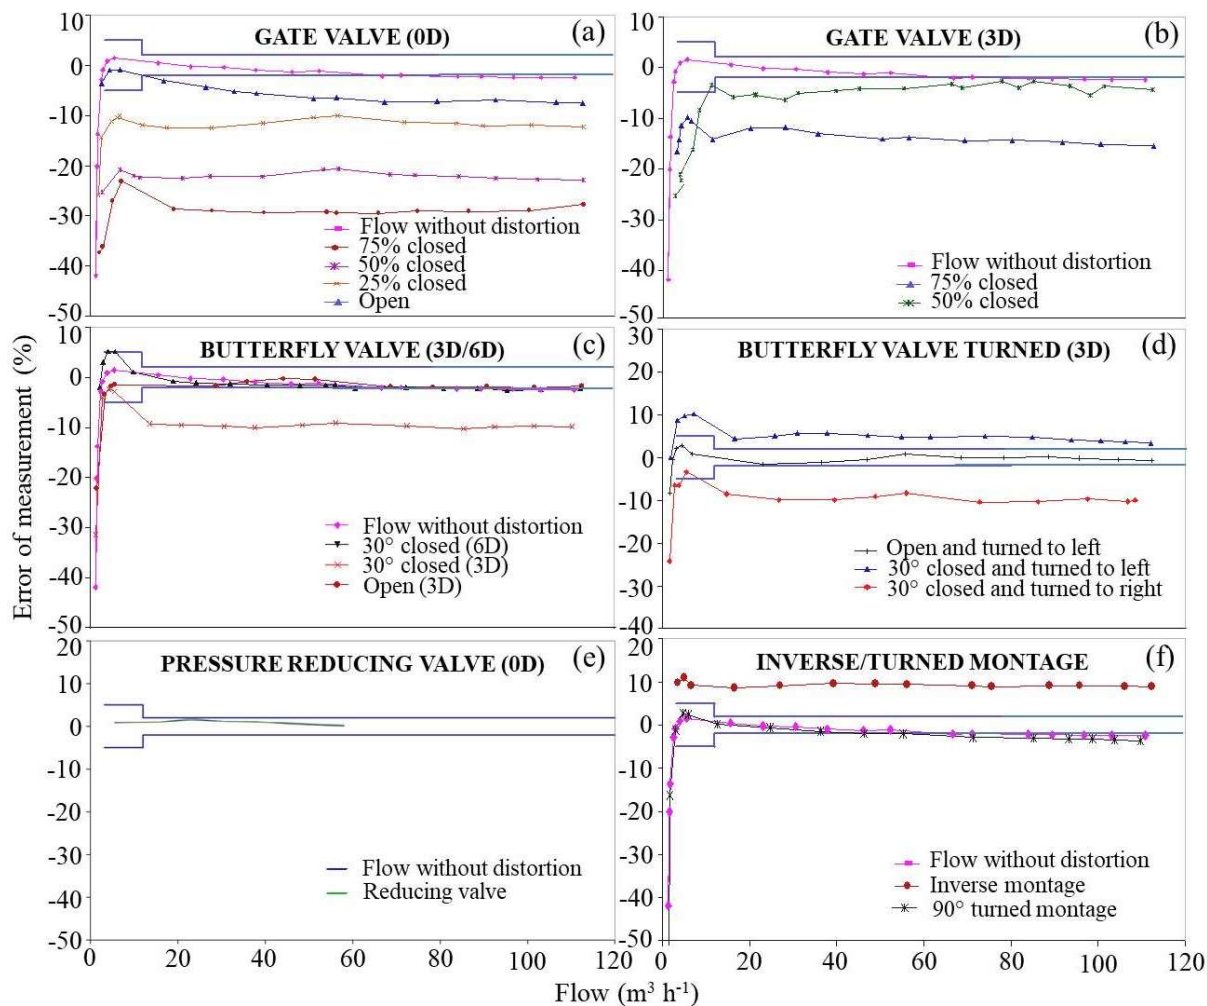 Error of measurement (%)
GATE VALVE (0D)
(a)
10
0
-10
-20
-30
-40
-50
Flow without distortion
75% closed
50% closed
25% closed
Open
GATE VALVE (3D)
(b)
10
0
-10
-20
-30
-40
-50
Flow without distortion
75% closed
50% closed
BUTTERFLY VALVE (3D/6D)
(c)
10
0
-10
-20
-30
-40
-50
Flow without distortion
30° closed (6D)
30° closed (3D)
Open (3D)
BUTTERFLY VALVE TURNED (3D)
(d)
30
20
10
0
-10
-20
-30
-40
Open and turned to left
30° closed and turned to left
30° closed and turned to right
PRESSURE REDUCING VALVE (0D)
(e)
20
10
0
-10
-20
-30
-40
-50
Flow without distortion
Reducing valve
0 20 40 60 80 100 120
INVERSE/TURNED MONTAGE
(f)
20
10
0
-10
-20
-30
-40
-50
Flow without distortion
Inverse montage
90° turned montage
0 20 40 60 80 100 120
Flow (m³ h⁻¹)